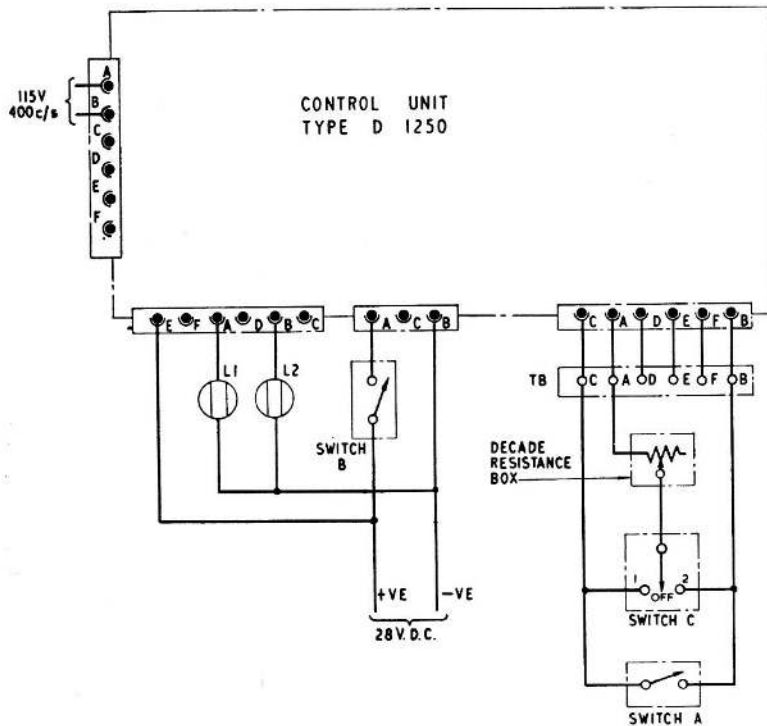 A
115V
400c/s
B
C
D
E
F
CONTROL UNIT
TYPE D 1250
E F A D B C
A C B
C A D E F B
L1 L2
TB C A D E F B
SWITCH
B
DECADE
RESISTANCE
BOX
1 2
OFF
SWITCH C
+VE -VE
28V.D.C.
SWITCH A